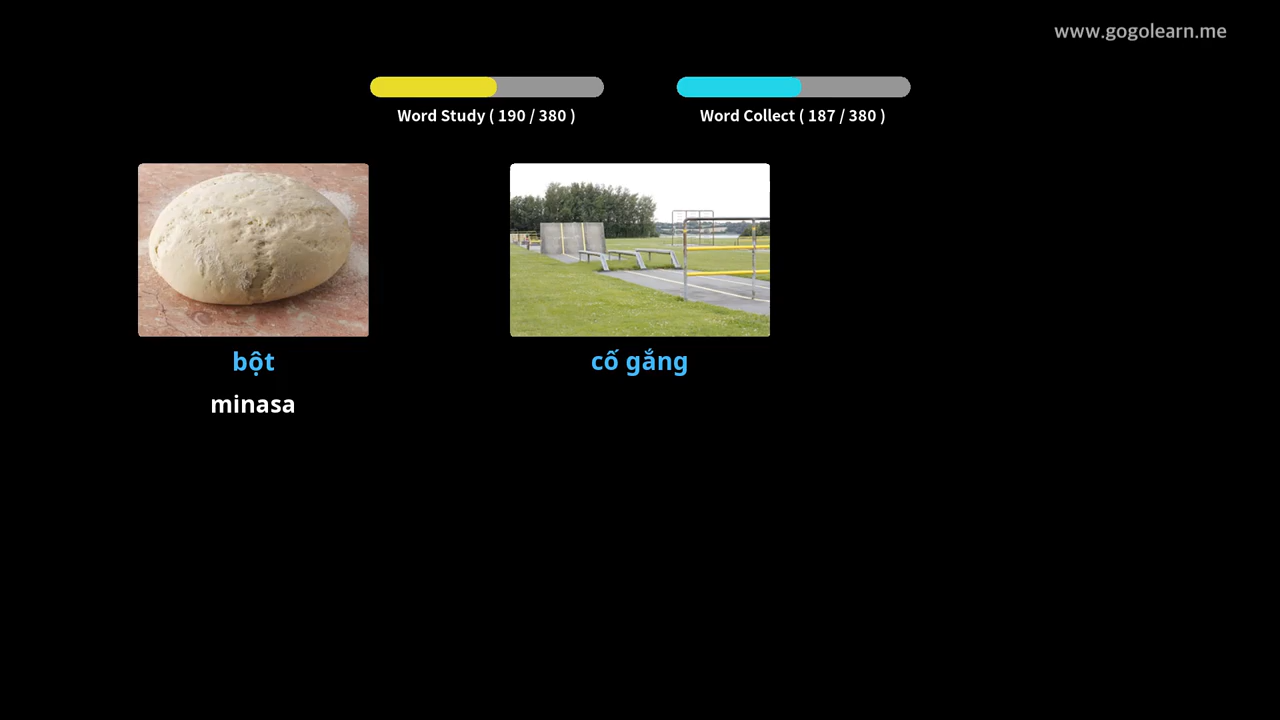 www.gogolearn.me
Word Study ( 190 / 380 )
Word Collect ( 187 / 380 )
bột
cố gắng
minasa